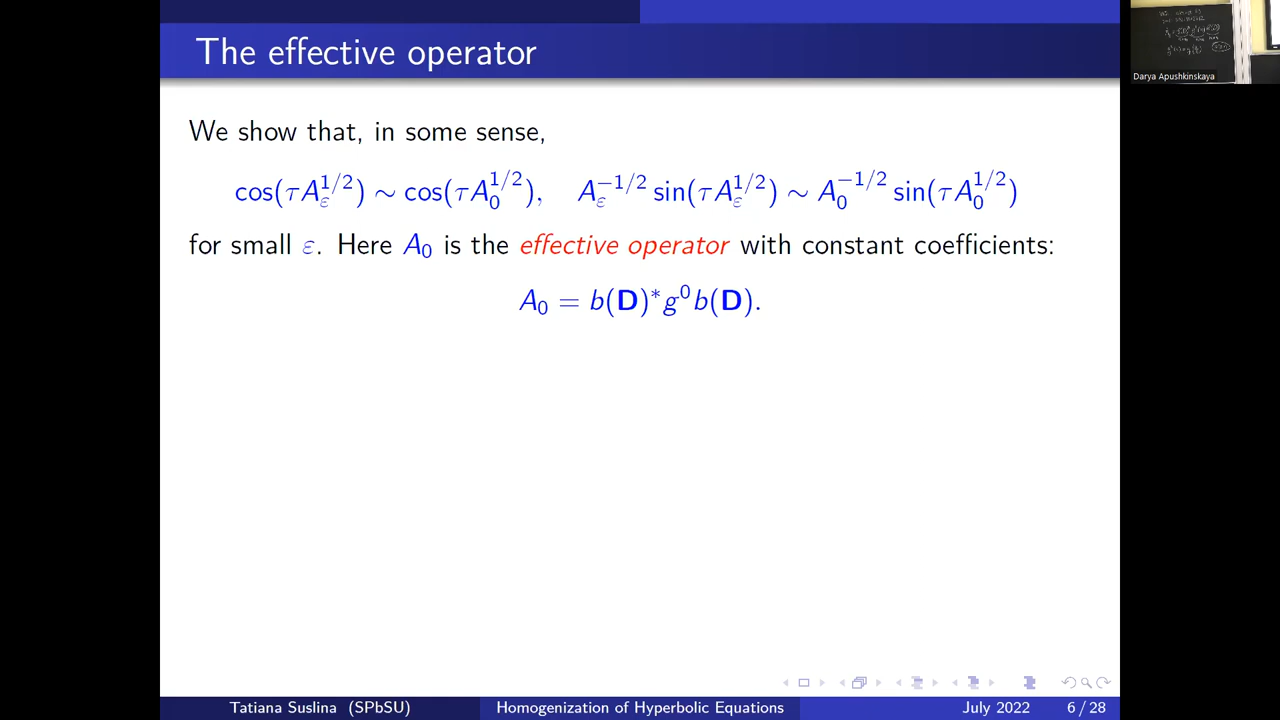 The effective operator
We show that, in some sense,
cos(τA_ε^{1/2}) ∼ cos(τA_0^{1/2}), A_ε^{−1/2} sin(τA_ε^{1/2}) ∼ A_0^{−1/2} sin(τA_0^{1/2})
for small ε. Here A_0 is the effective operator with constant coefficients:
A_0 = b(D)*g^0b(D).
Darya Apushkinskaya
Tatiana Suslina (SPbSU) Homogenization of Hyperbolic Equations July 2022 6 / 28